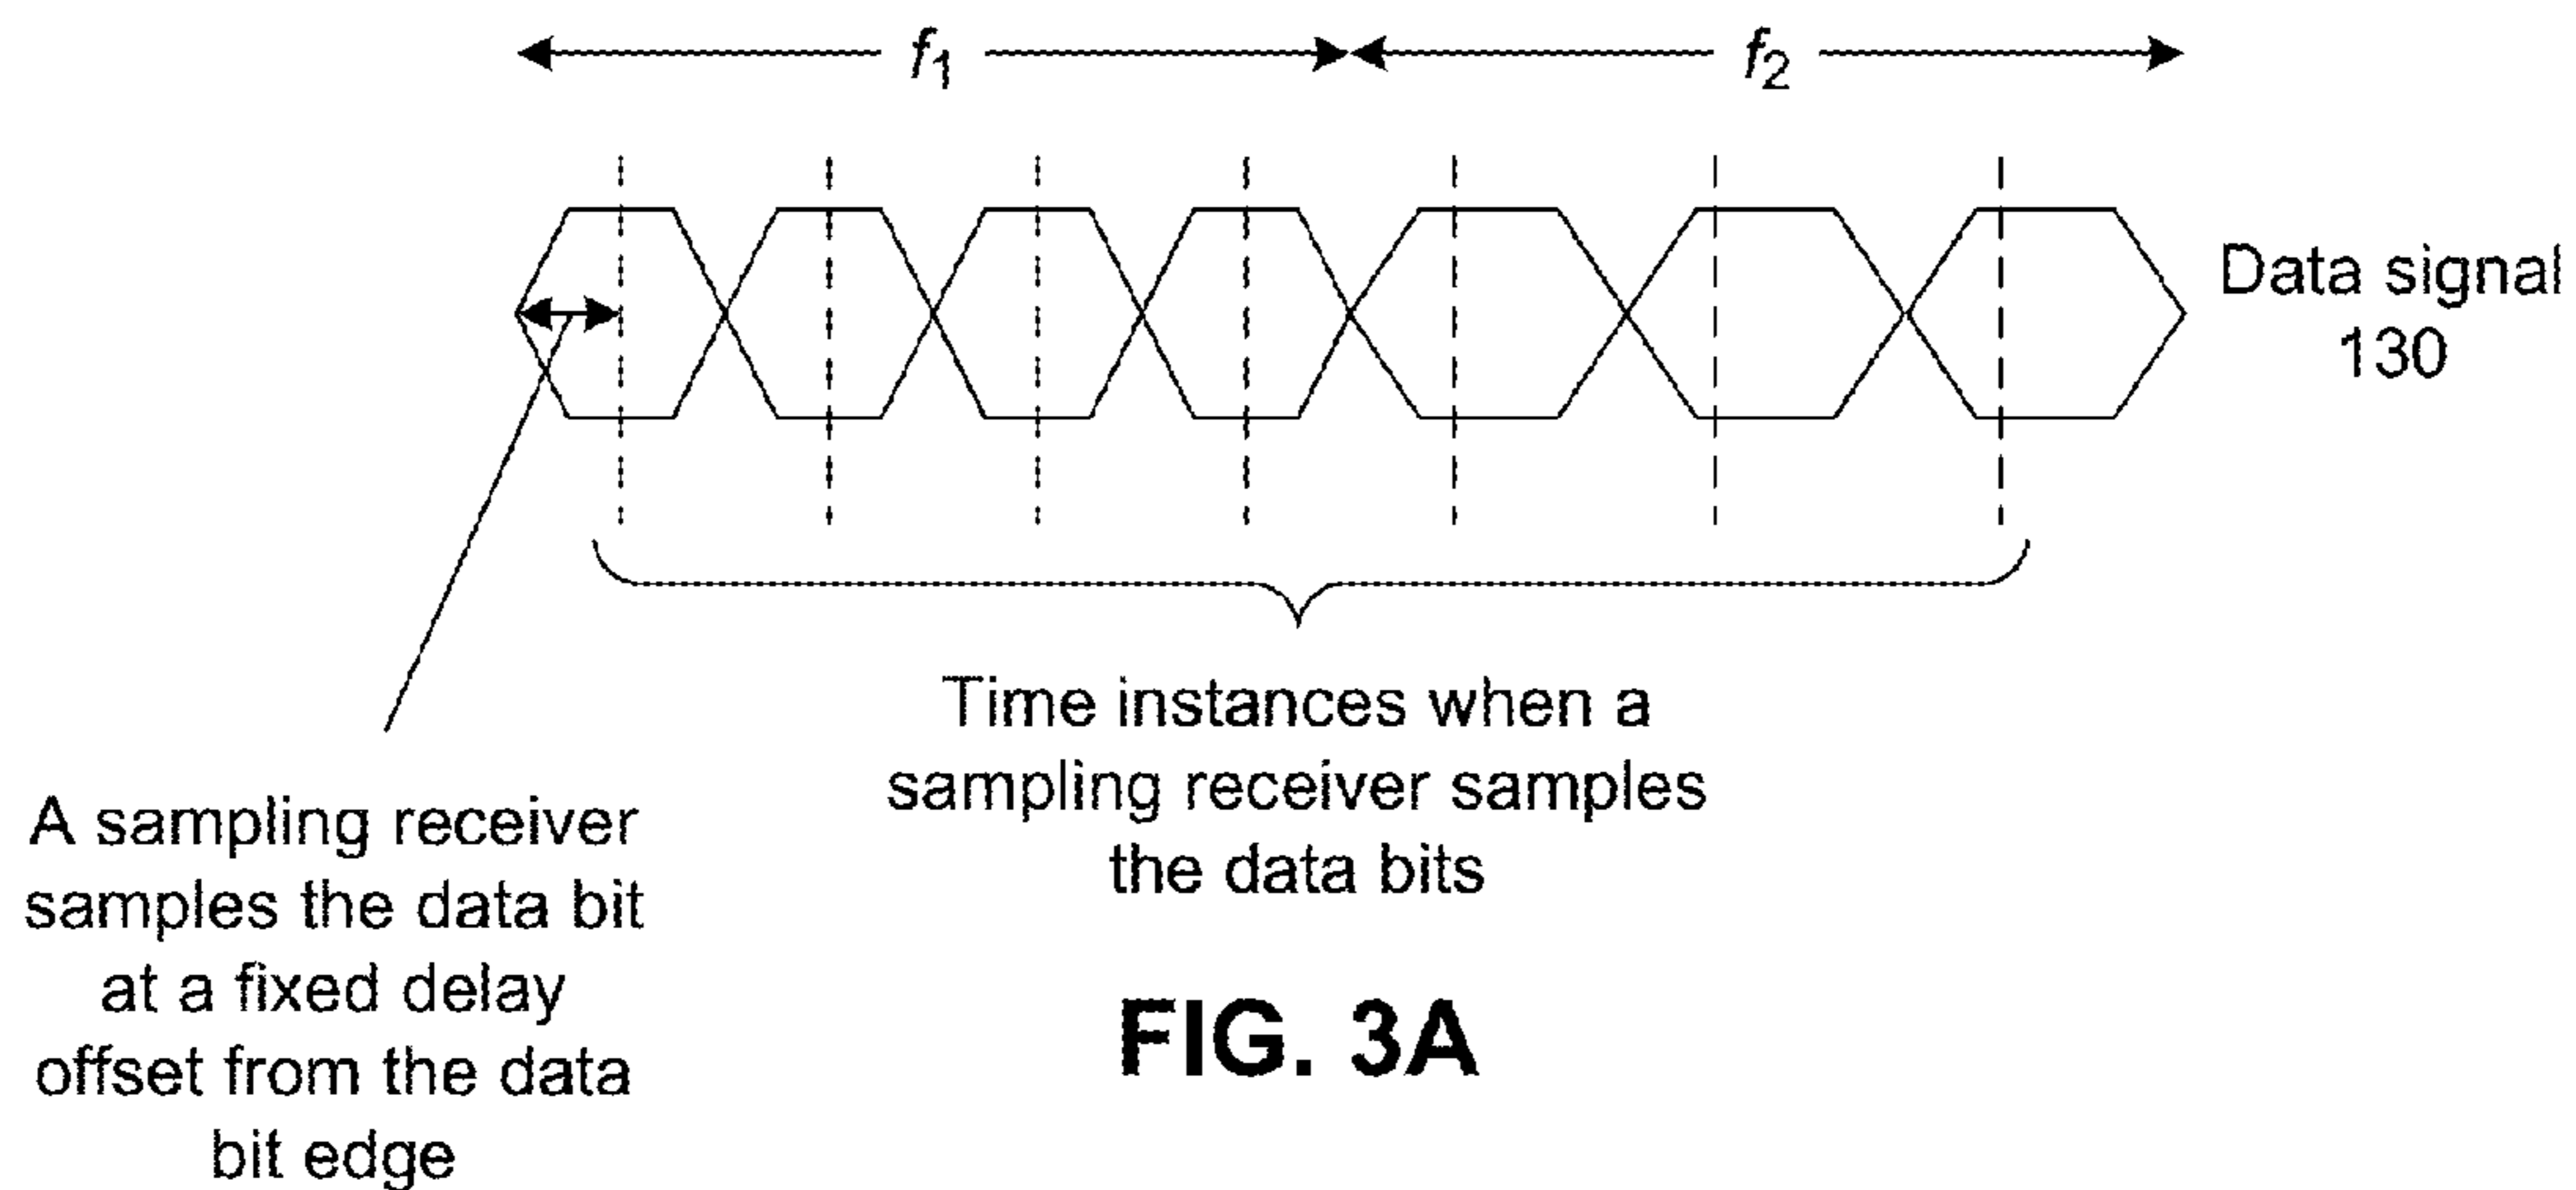 f1
f2
Data signal
130
Time instances when a
sampling receiver samples
the data bits
A sampling receiver
samples the data bit
at a fixed delay
offset from the data
bit edge
FIG. 3A